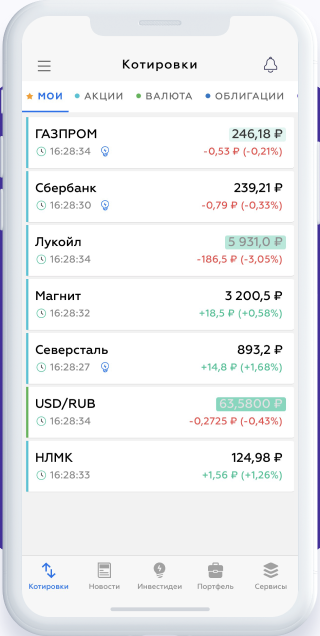 Котировки
МОИ АКЦИИ ВАЛЮТА ОБЛИГАЦИИ
ГАЗПРОМ 246,18 ₽
16:28:34 -0,53 ₽ (-0,21%)
Сбербанк 239,21 ₽
16:28:30 -0,79 ₽ (-0,33%)
Лукойл 5 931,0 ₽
16:28:34 -186,5 ₽ (-3,05%)
Магнит 3 200,5 ₽
16:28:32 +18,5 ₽ (+0,58%)
Северсталь 893,2 ₽
16:28:27 +14,8 ₽ (+1,68%)
USD/RUB 63,5800 ₽
16:28:34 -0,2725 ₽ (-0,43%)
НЛМК 124,98 ₽
16:28:33 +1,56 ₽ (+1,26%)
Котировки Новости Инвестидеи Портфель Сервисы